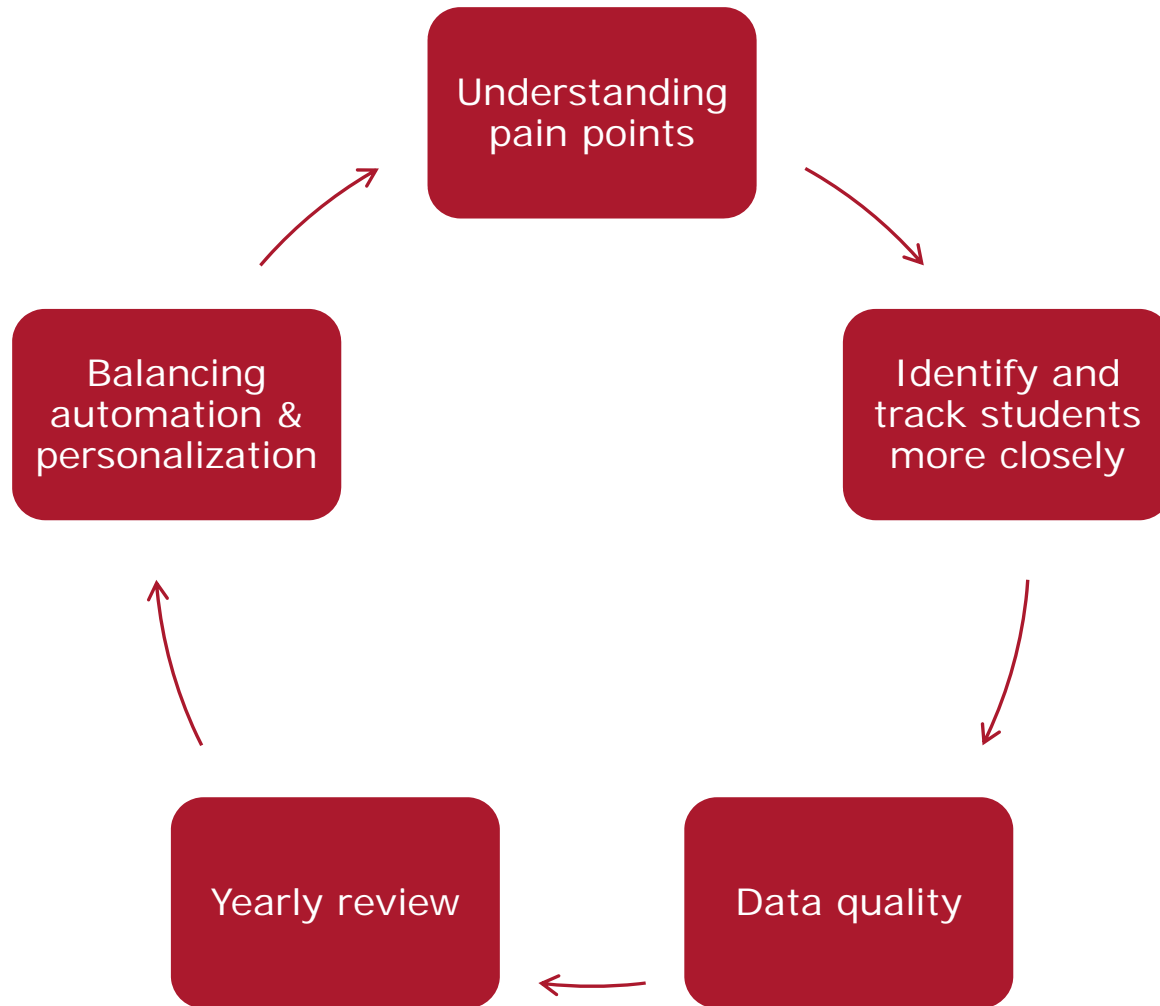 Understanding
pain points
Identify and
track students
more closely
Data quality
Yearly review
Balancing
automation &
personalization